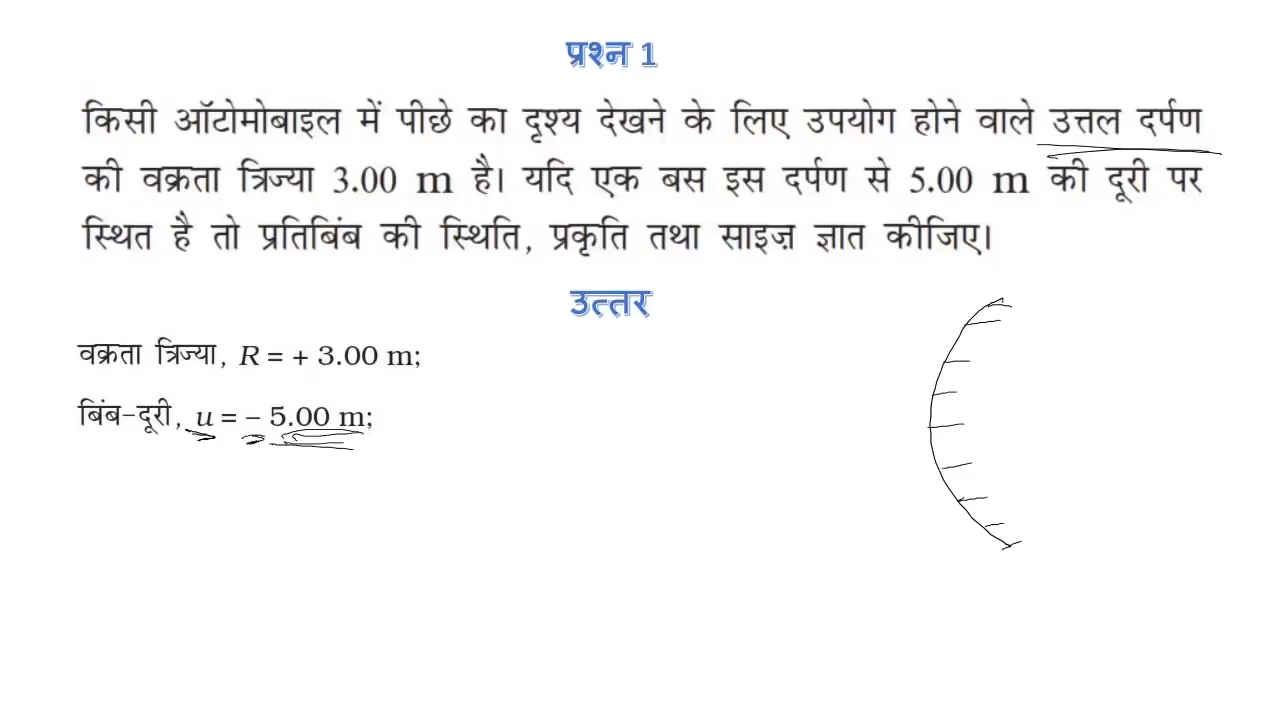 प्रश्न 1
किसी ऑटोमोबाइल में पीछे का दृश्य देखने के लिए उपयोग होने वाले उत्तल दर्पण
की वक्रता त्रिज्या 3.00 m है। यदि एक बस इस दर्पण से 5.00 m की दूरी पर
स्थित है तो प्रतिबिंब की स्थिति, प्रकृति तथा साइज़ ज्ञात कीजिए।
उत्तर
वक्रता त्रिज्या, R = + 3.00 m;
बिंब-दूरी, u = – 5.00 m;